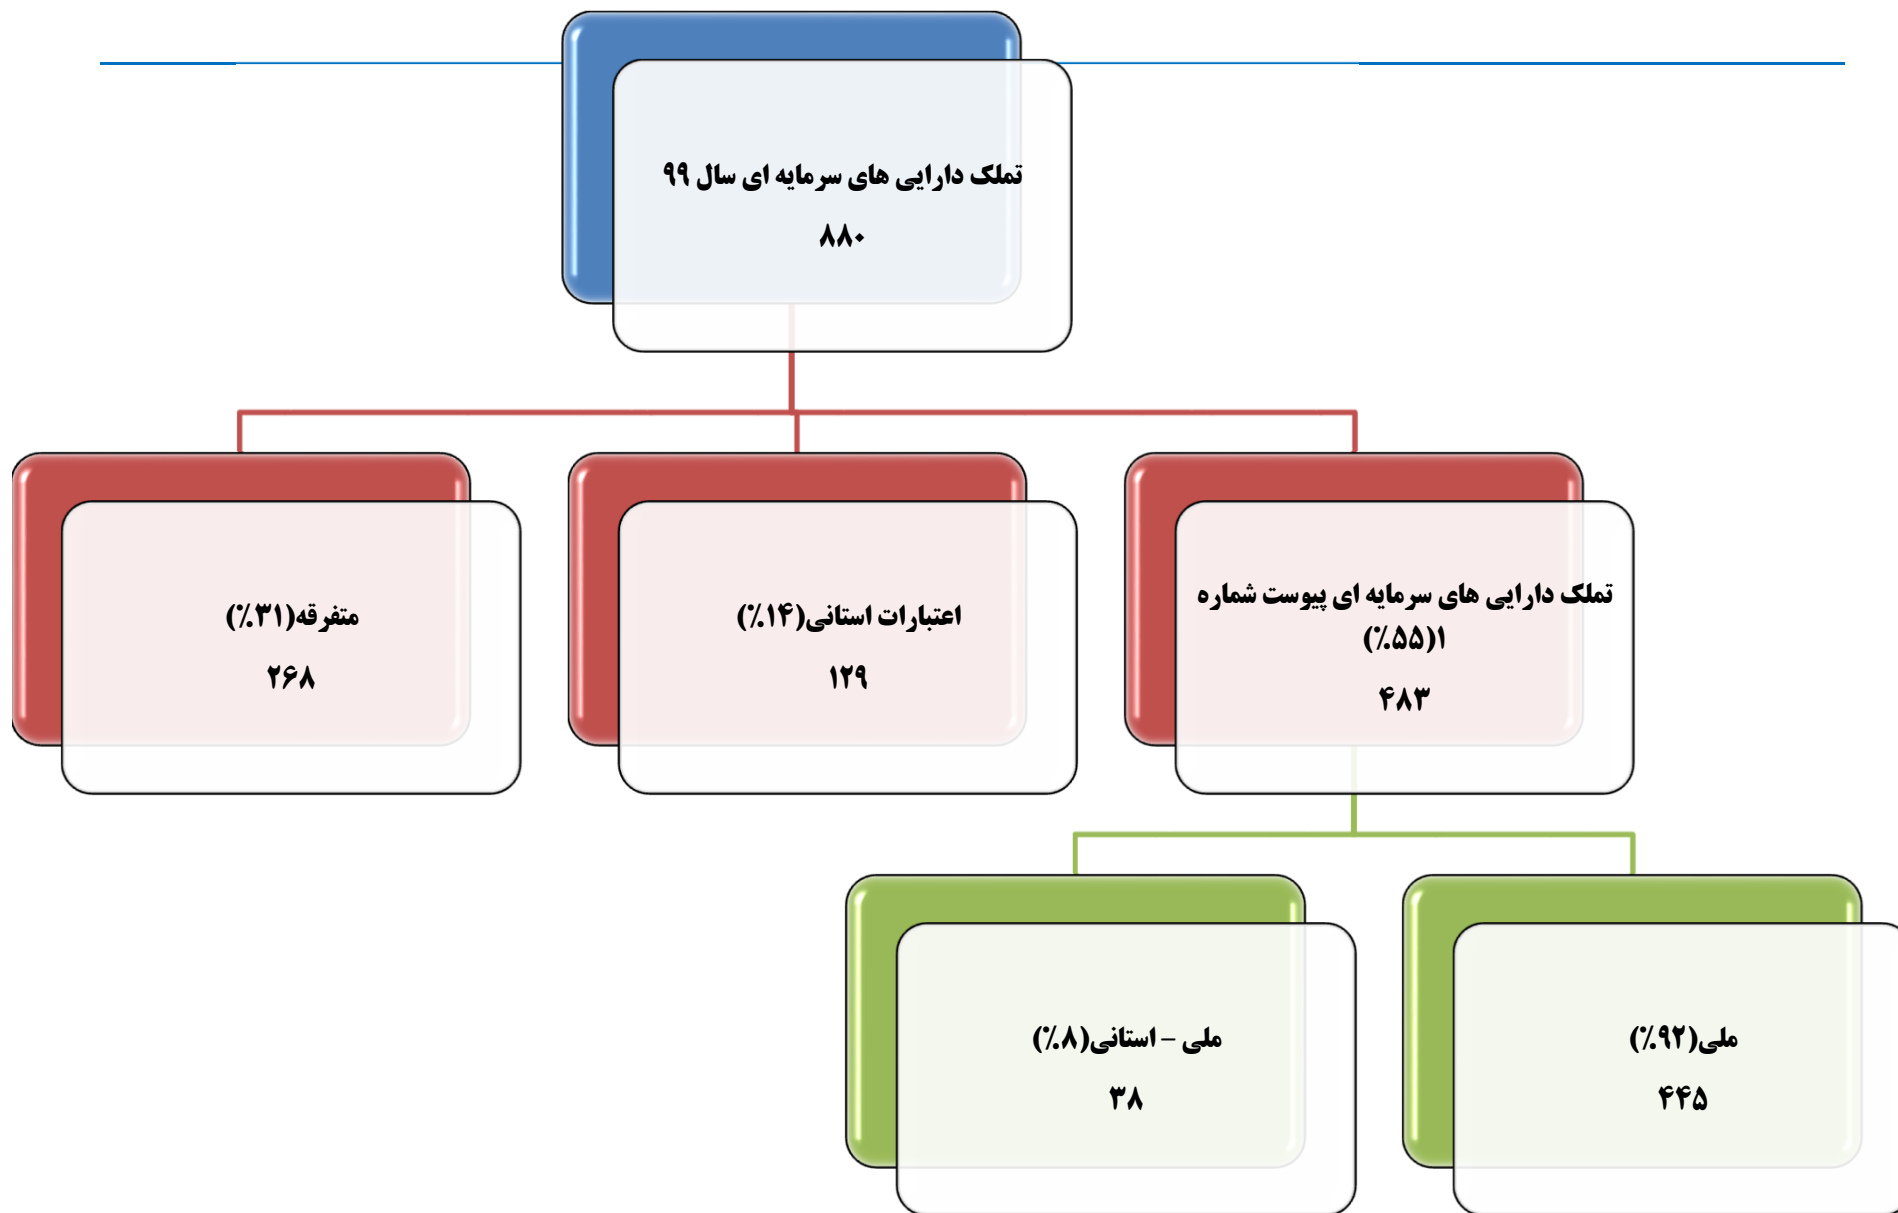 تملک دارایی های سرمایه ای سال ۹۹
۸۸۰
تملک دارایی های سرمایه ای پیوست شماره
۱(۵۵٪)
۴۸۳
اعتبارات استانی(۱۴٪)
۱۲۹
متفرقه(۳۱٪)
۲۶۸
ملی(۹۲٪)
۴۴۵
ملی – استانی(۸٪)
۳۸